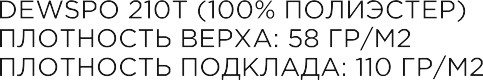 DEWSPO 210T (100% ПОЛИЭСТЕР)
ПЛОТНОСТЬ ВЕРХА: 58 ГР/М2
ПЛОТНОСТЬ ПОДКЛАДА: 110 ГР/М2